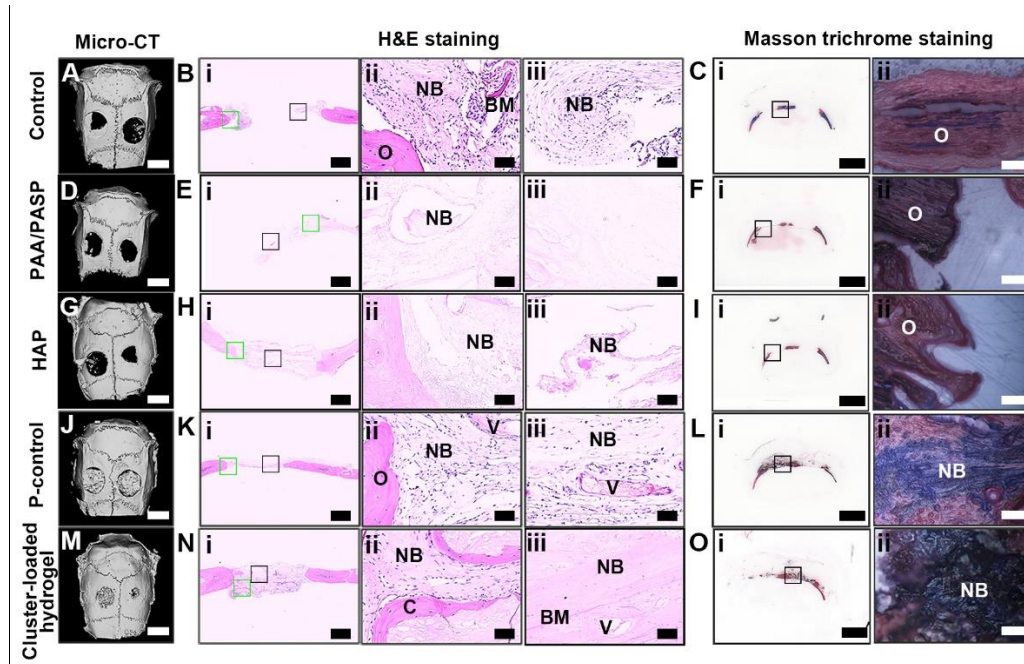 Micro-CT
H&E staining
Masson trichrome staining
Control
A
B
i
ii
NB
BM
O
iii
NB
C
i
ii
O
PAA/PASP
D
E
i
ii
NB
iii
F
i
ii
O
HAP
G
H
i
ii
NB
iii
NB
I
i
ii
O
P-control
J
K
i
ii
V
NB
O
iii
NB
V
L
i
ii
NB
Cluster-loaded
hydrogel
M
N
i
ii
NB
C
iii
NB
BM
V
O
i
ii
NB